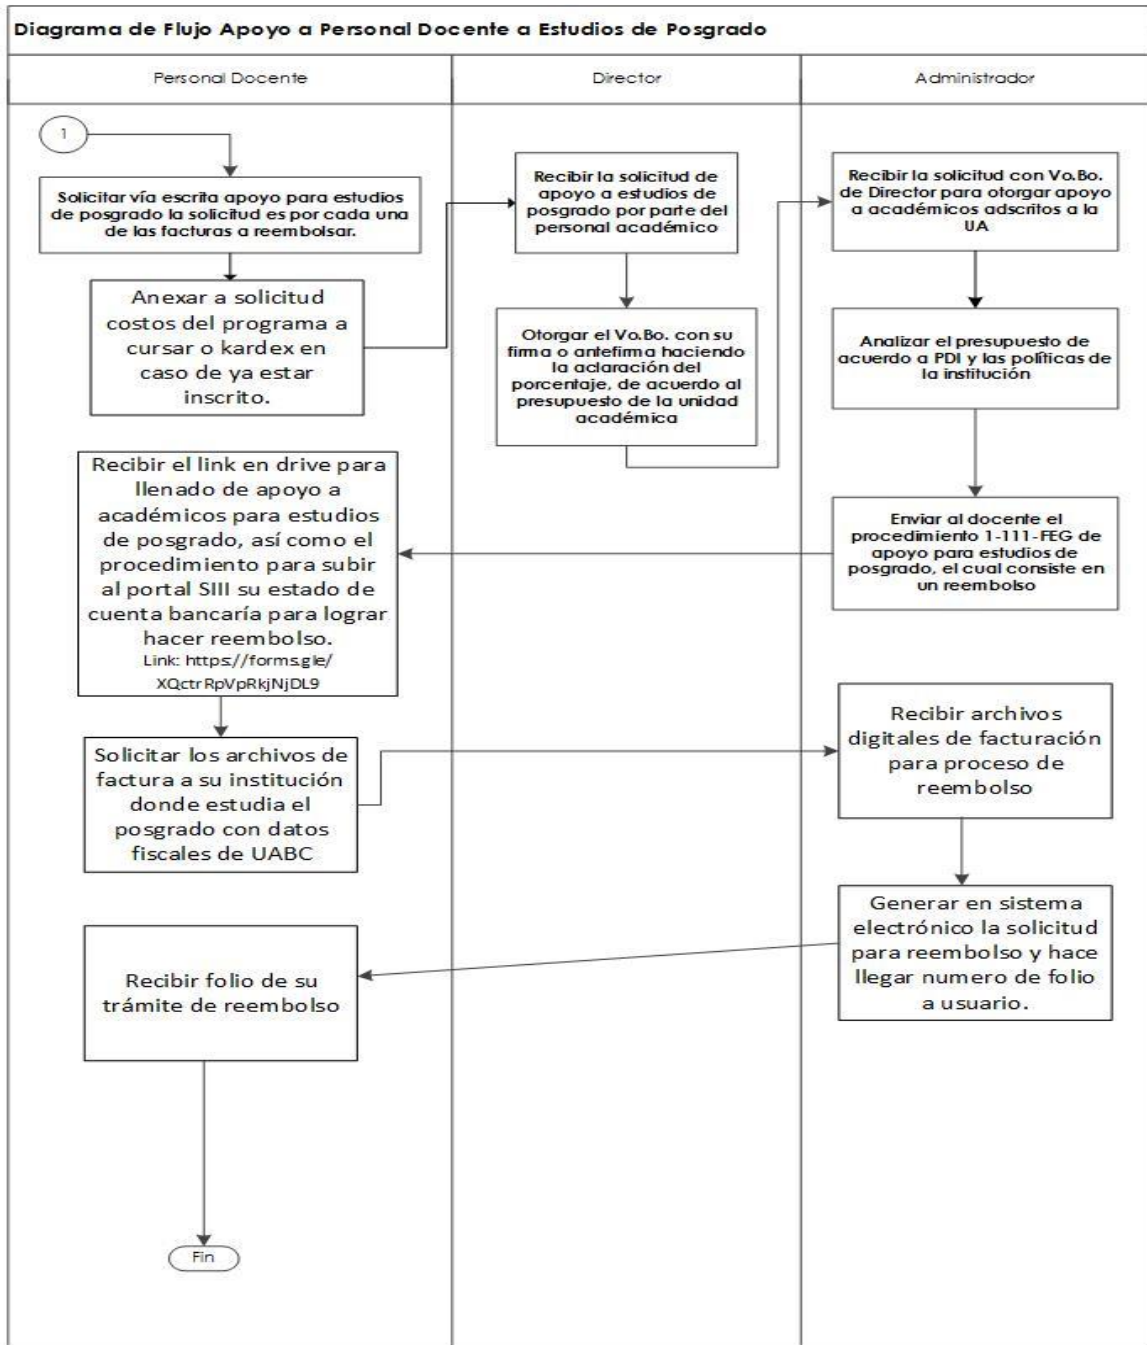 Diagrama de Flujo Apoyo a Personal Docente a Estudios de Posgrado
Personal Docente
Director
Administrador
1
Solicitar vía escrita apoyo para estudios
de posgrado la solicitud es por cada una
de las facturas a reembolsar.
Anexar a solicitud
costos del programa a
cursar o kardex en
caso de ya estar
inscrito.
Recibir la solicitud de
apoyo a estudios de
posgrado por parte del
personal académico
Otorgar el Vo.Bo. con su
firma o antefirma haciendo
la aclaración del
porcentaje, de acuerdo al
presupuesto de la unidad
académica
Recibir la solicitud con Vo.Bo.
de Director para otorgar apoyo
a académicos adscritos a la
UA
Analizar el presupuesto de
acuerdo a PDI y las políticas de
la institución
Enviar al docente el
procedimiento 1-111-FEG de
apoyo para estudios de
posgrado, el cual consiste en
un reembolso
Recibir el link en drive para
llenado de apoyo a
académicos para estudios
de posgrado, así como el
procedimiento para subir
al portal SIII su estado de
cuenta bancaría para lograr
hacer reembolso.
Link: https://forms.gle/
XQctrRpVpRkjNjDL9
Solicitar los archivos de
factura a su institución
donde estudia el
posgrado con datos
fiscales de UABC
Recibir archivos
digitales de facturación
para proceso de
reembolso
Generar en sistema
electrónico la solicitud
para reembolso y hace
llegar numero de folio
a usuario.
Recibir folio de su
trámite de reembolso
Fin